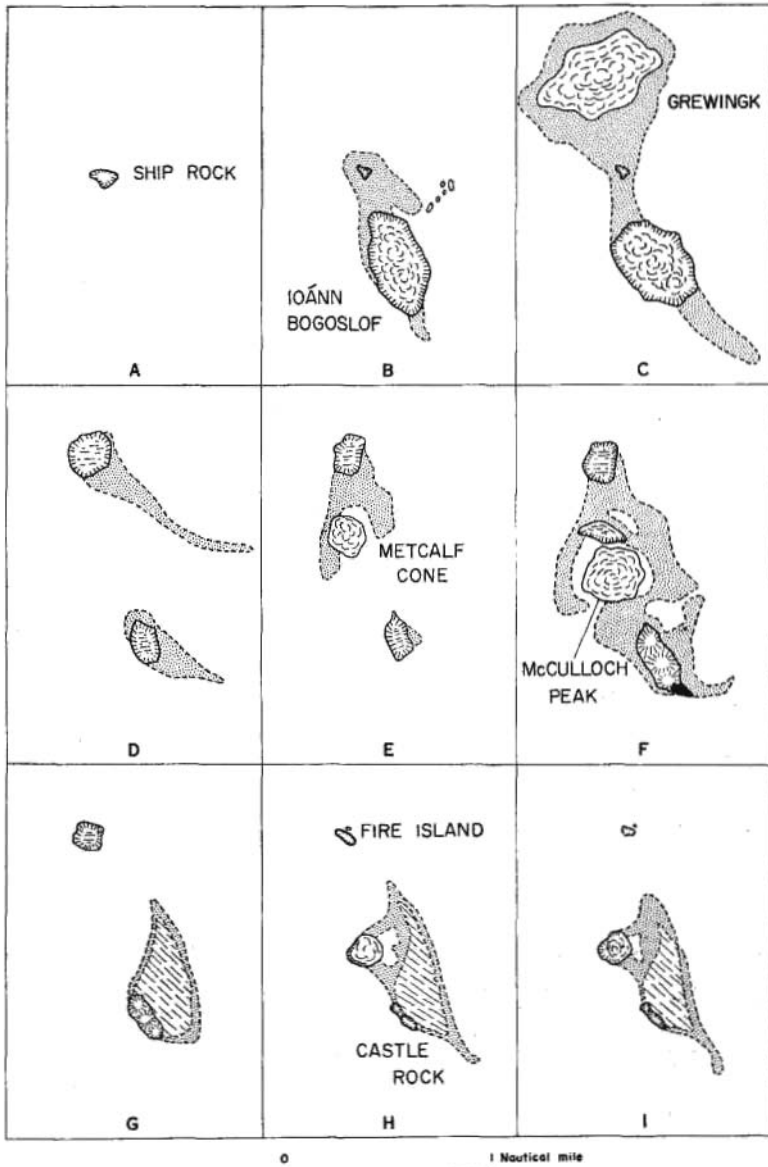 SHIP ROCK
A
IOÁNN
BOGOSLOF
B
GREWINGK
C
D
METCALF
CONE
E
McCULLOCH
PEAK
F
G
FIRE ISLAND
CASTLE
ROCK
H
I
0 1 Nautical mile